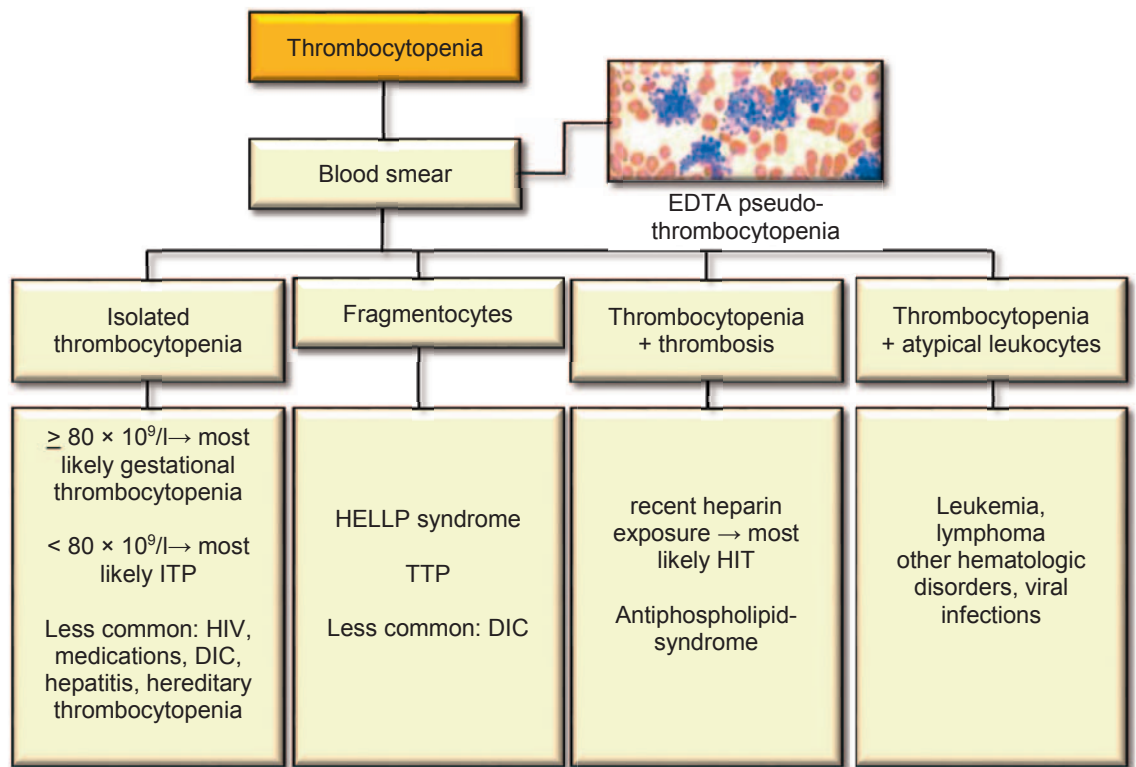 Thrombocytopenia
Blood smear
EDTA pseudo-
thrombocytopenia
Isolated
thrombocytopenia
Fragmentocytes
Thrombocytopenia
+ thrombosis
Thrombocytopenia
+ atypical leukocytes
≥ 80 × 10⁹/l→ most
likely gestational
thrombocytopenia
< 80 × 10⁹/l→ most
likely ITP
Less common: HIV,
medications, DIC,
hepatitis, hereditary
thrombocytopenia
HELLP syndrome
TTP
Less common: DIC
recent heparin
exposure → most
likely HIT
Antiphospholipid-
syndrome
Leukemia,
lymphoma
other hematologic
disorders, viral
infections